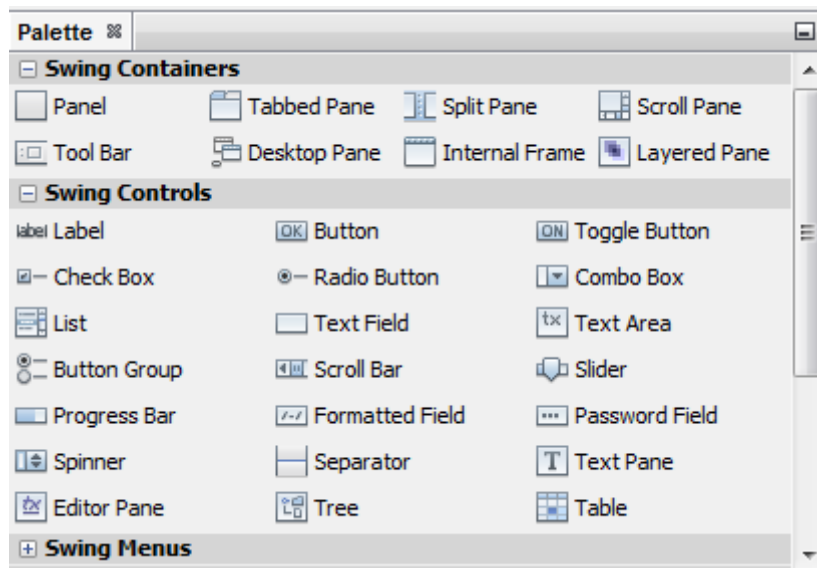 Palette
Swing Containers
Panel Tabbed Pane Split Pane Scroll Pane
Tool Bar Desktop Pane Internal Frame Layered Pane
Swing Controls
label Label OK Button ON Toggle Button
Check Box Radio Button Combo Box
List Text Field tx Text Area
Button Group Scroll Bar Slider
Progress Bar Formatted Field Password Field
Spinner Separator T Text Pane
tx Editor Pane Tree Table
Swing Menus